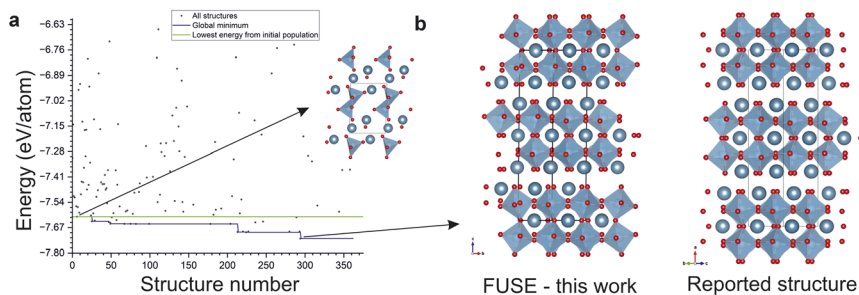 a
All structures
Global minimum
Lowest energy from initial population
Energy (eV/atom)
-6.63
-6.76
-6.89
-7.02
-7.15
-7.28
-7.41
-7.54
-7.67
-7.80
0 50 100 150 200 250 300 350
Structure number
b
FUSE - this work
Reported structure